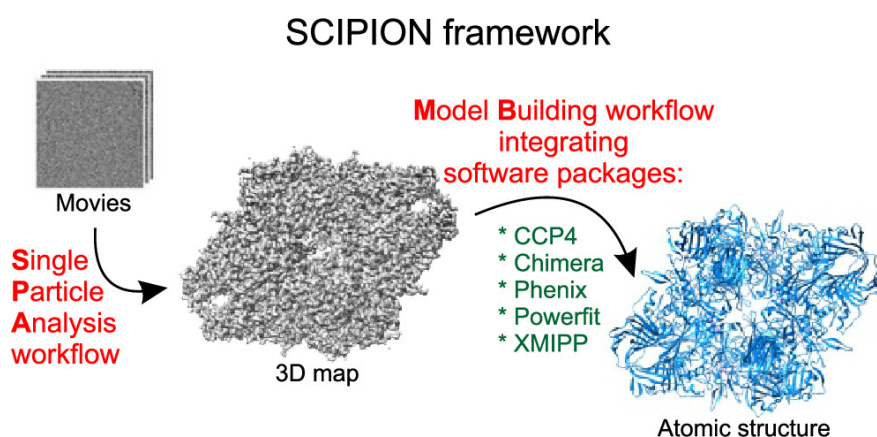 SCIPION framework
Movies
Single
Particle
Analysis
workflow
3D map
Model Building workflow
integrating
software packages:
* CCP4
* Chimera
* Phenix
* Powerfit
* XMIPP
Atomic structure